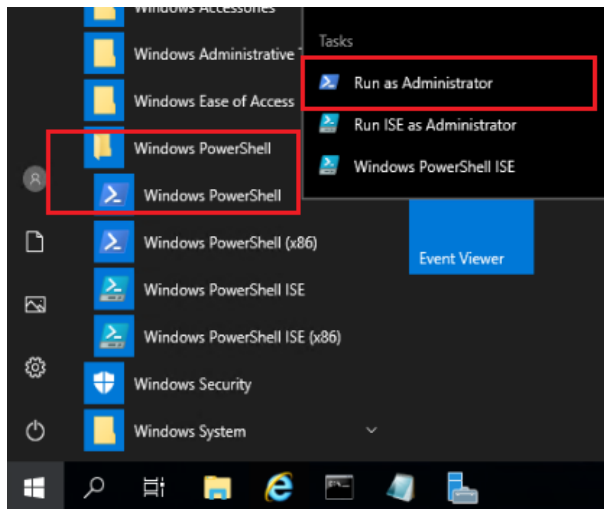 Windows Accessories
Windows Administrative
Windows Ease of Access
Windows PowerShell
Windows PowerShell
Windows PowerShell (x86)
Windows PowerShell ISE
Windows PowerShell ISE (x86)
Windows Security
Windows System
Tasks
Run as Administrator
Run ISE as Administrator
Windows PowerShell ISE
Event Viewer